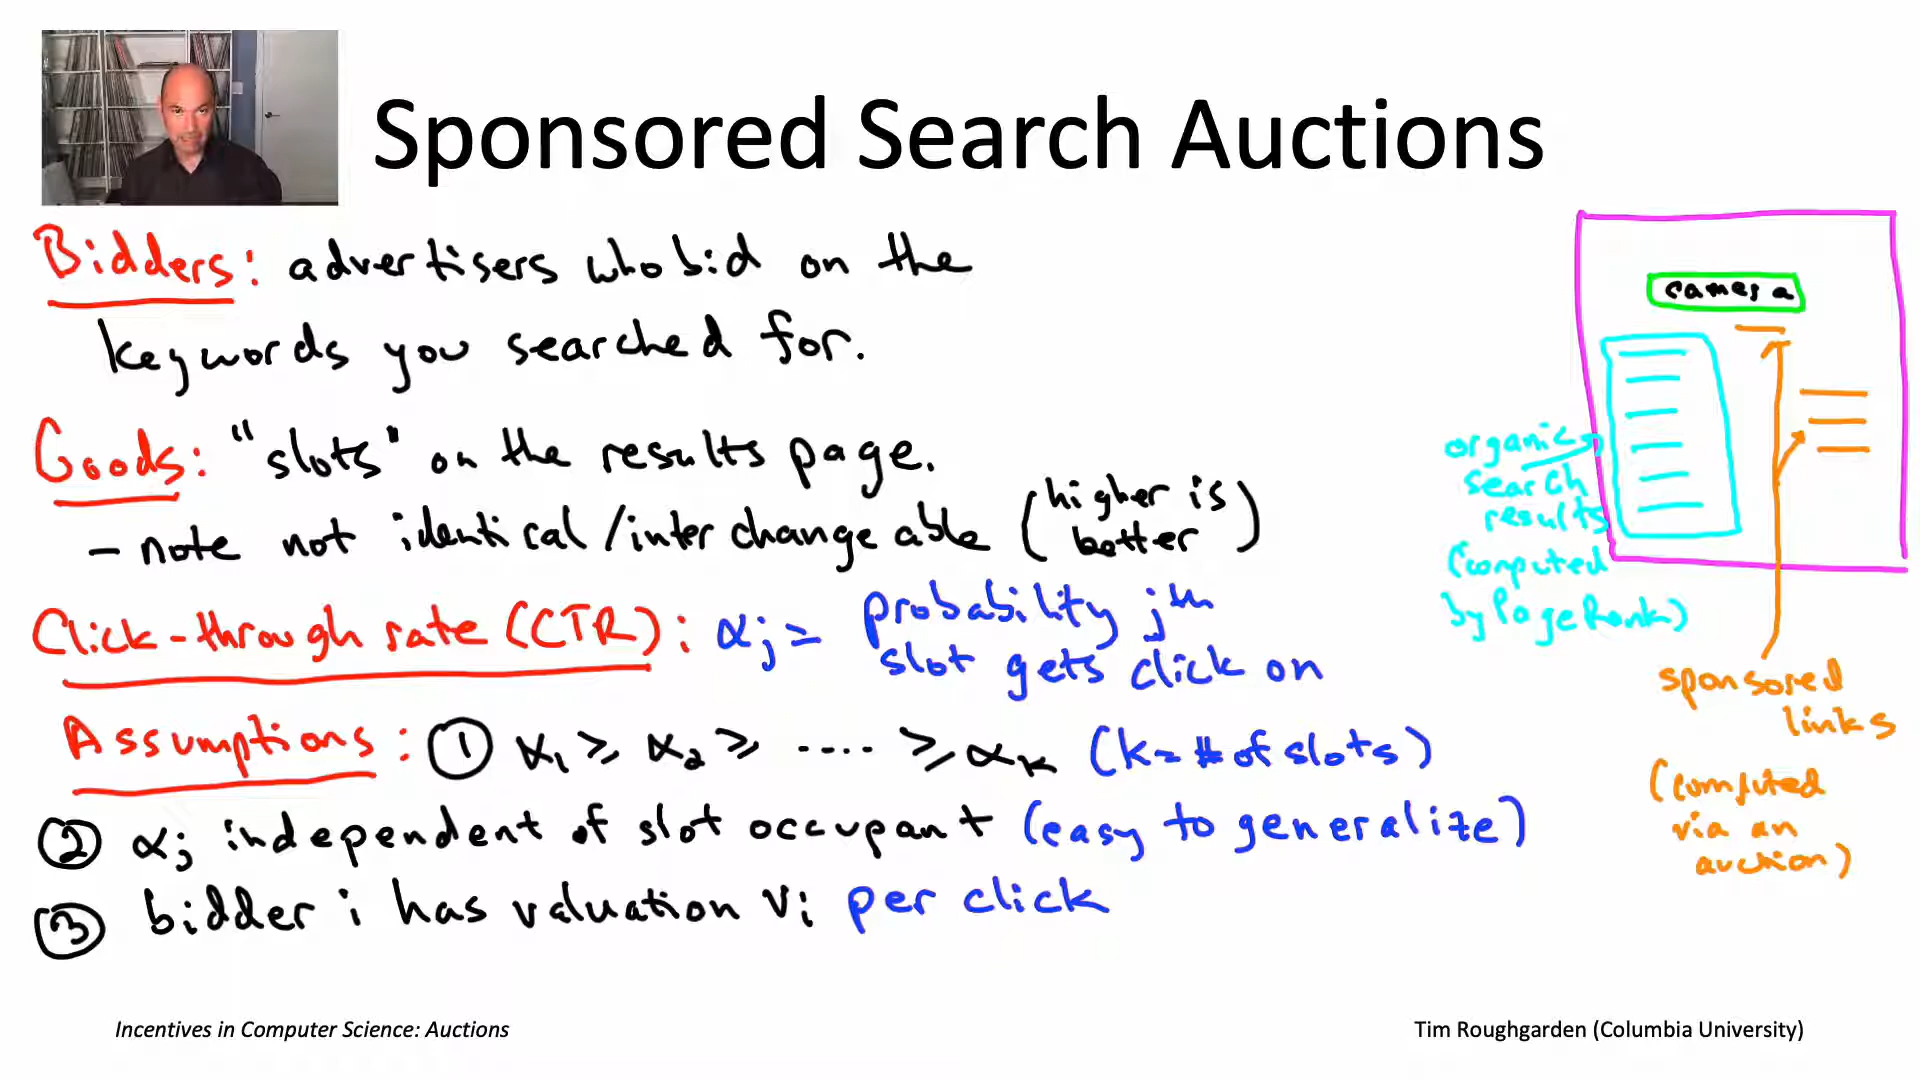 Sponsored Search Auctions
Bidders: advertisers who bid on the
keywords you searched for.
Goods: "slots" on the results page.
- note not identical/interchangeable (higher is better)
Click-through rate (CTR): αj = probability jth
slot gets click on
Assumptions: ① α1 ≥ α2 ≥ .... ≥ αk (k = # of slots)
② αj independent of slot occupant (easy to generalize)
③ bidder i has valuation vi per click
camera
organic
search
results
(computed
by PageRank)
sponsored
links
(computed
via an
auction)
Incentives in Computer Science: Auctions
Tim Roughgarden (Columbia University)